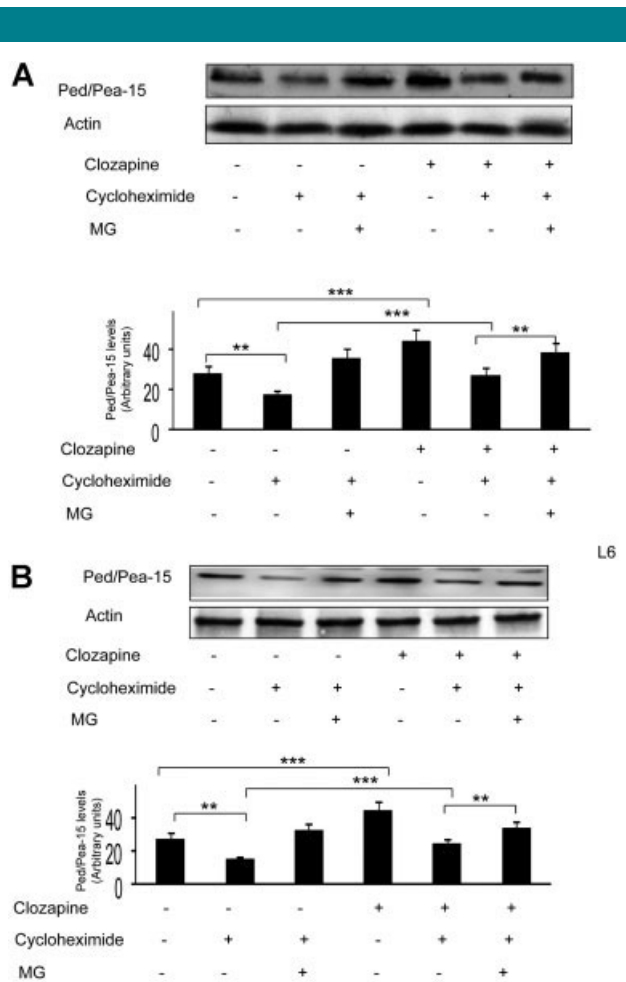 A
Ped/Pea-15
Actin
Clozapine - - - + + +
Cycloheximide - + + - + +
MG - - + - - +
*** 
***
** **
Ped/Pea-15 levels
(Arbitrary units)
40
20
0
Clozapine - - - + + +
Cycloheximide - + + - + +
MG - - + - - +
L6
B
Ped/Pea-15
Actin
Clozapine - - - + + +
Cycloheximide - + + - + +
MG - - + - - +
***
***
** **
Ped/Pea-15 levels
(Arbitrary units)
40
20
0
Clozapine - - - + + +
Cycloheximide - + + - + +
MG - - + - - +